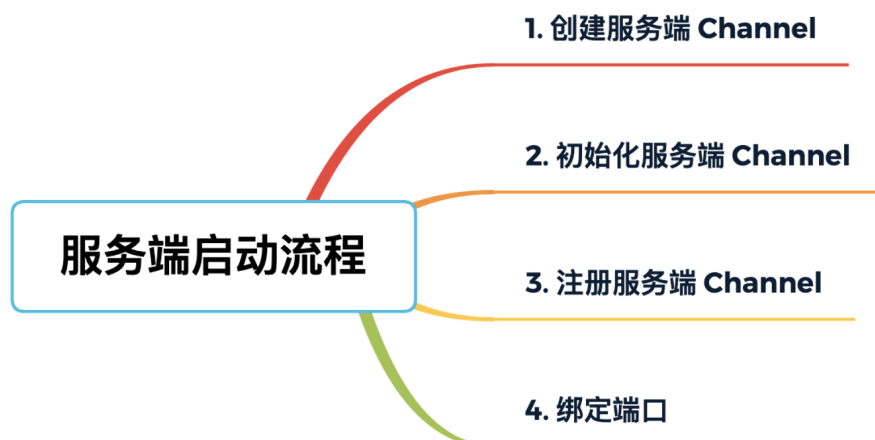 1. 创建服务端 Channel
2. 初始化服务端 Channel
服务端启动流程
3. 注册服务端 Channel
4. 绑定端口